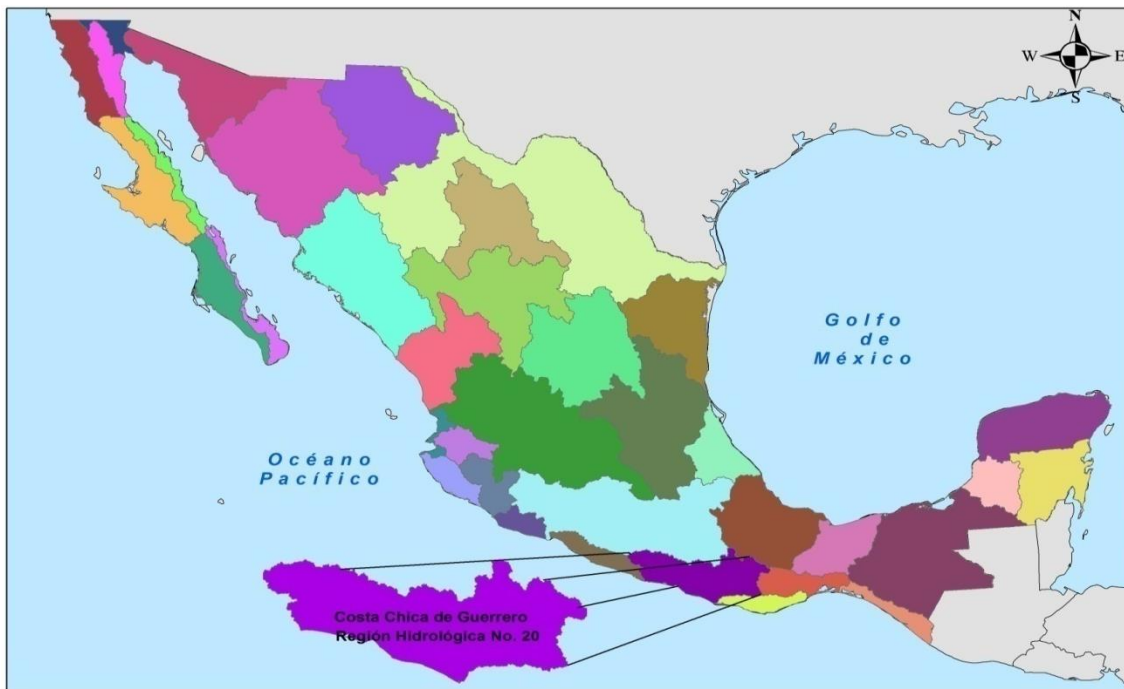 N
W E
S
Golfo
de
México
Océano
Pacífico
Costa Chica de Guerrero
Región Hidrológica No. 20